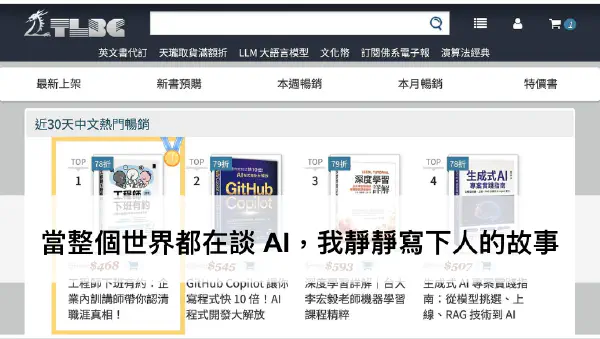 TLBG
1
英文書代訂 天瓏取貨滿額折 LLM 大語言模型 文化幣 訂閱佛系電子報 演算法經典
最新上架 新書預購 本週暢銷 本月暢銷 特價書
近30天中文熱門暢銷
TOP 1 78折 工程師下班有約
TOP 2 79折 GitHub Copilot
TOP 3 79折 深度學習詳解
TOP 4 78折 生成式 AI 專案實踐指南
當整個世界都在談 AI，我靜靜寫下人的故事
$468 $545 $593 $507
工程師下班有約：企
業內訓講師帶你認清
職涯真相！
GitHub Copilot 讓你
寫程式快 10 倍！AI
程式開發大解放
深度學習詳解｜台大
李宏毅老師機器學習
課程精粹
生成式 AI 專案實踐指
南：從模型挑選、上
線、RAG 技術到 AI